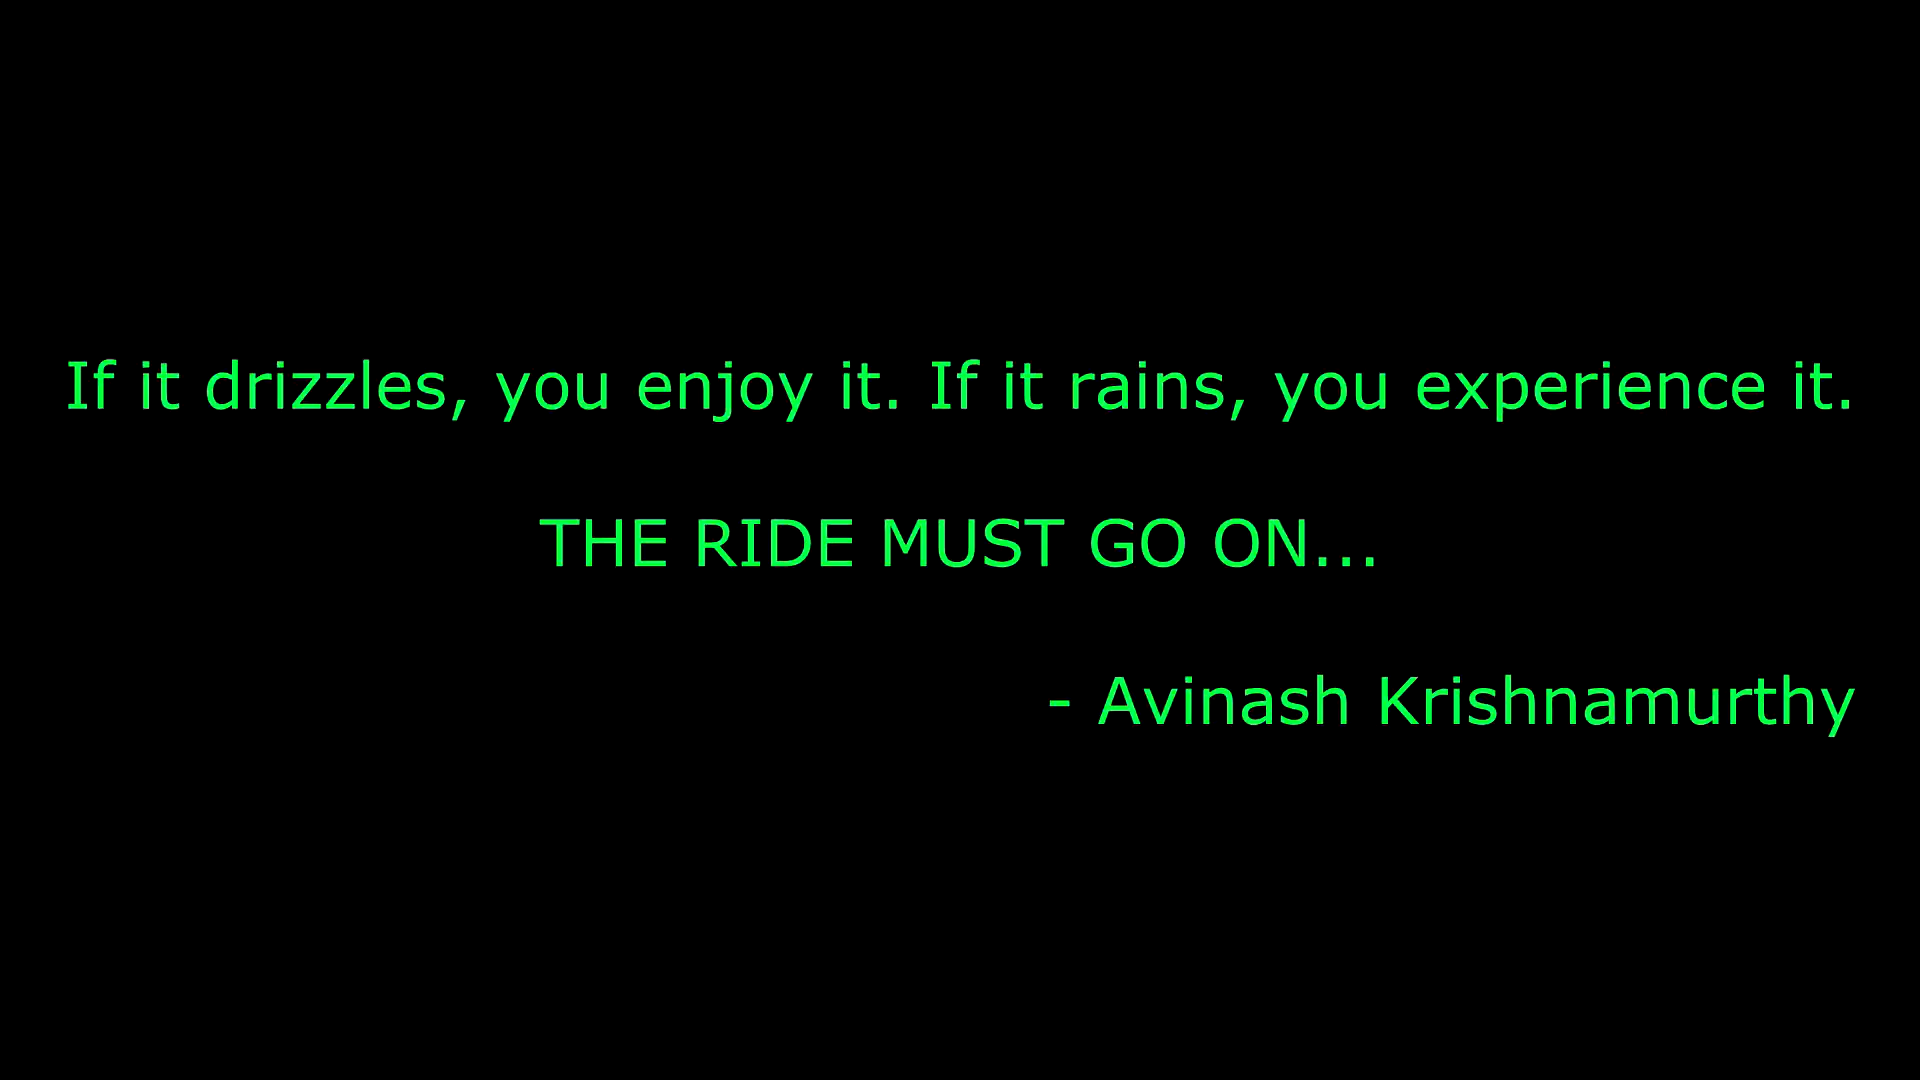 If it drizzles, you enjoy it. If it rains, you experience it.
THE RIDE MUST GO ON...
- Avinash Krishnamurthy